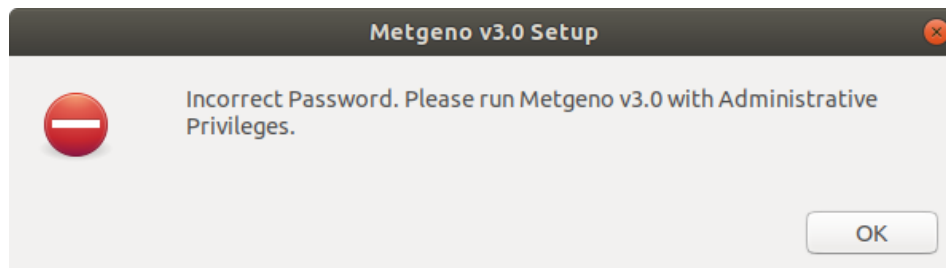 Metgeno v3.0 Setup
Incorrect Password. Please run Metgeno v3.0 with Administrative
Privileges.
OK